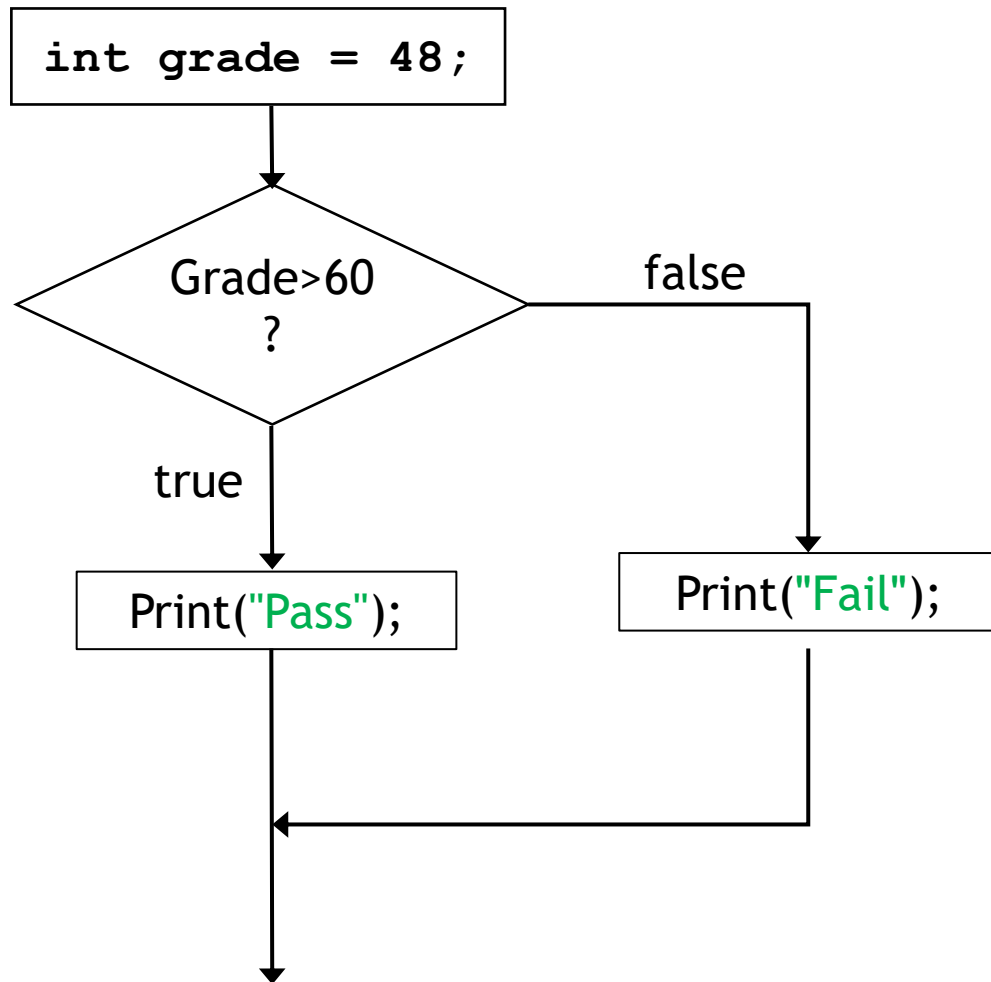 int grade = 48;
Grade>60
?
false
true
Print("Pass");
Print("Fail");